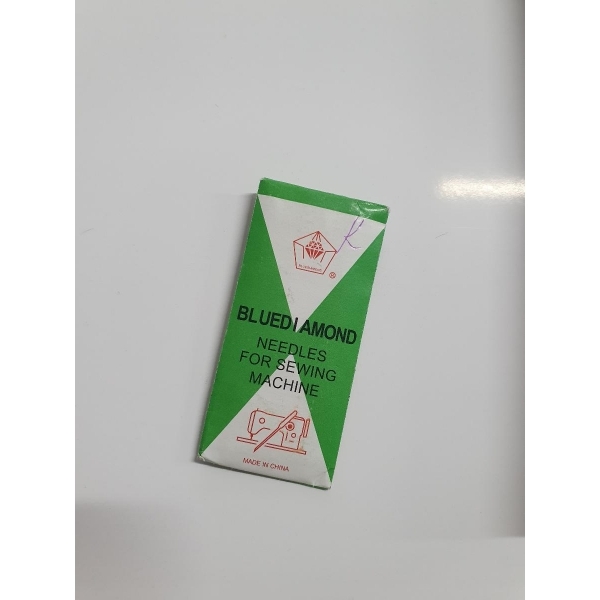 ®
BLUEDIAMOND
NEEDLES
FOR SEWING
MACHINE
MADE IN CHINA